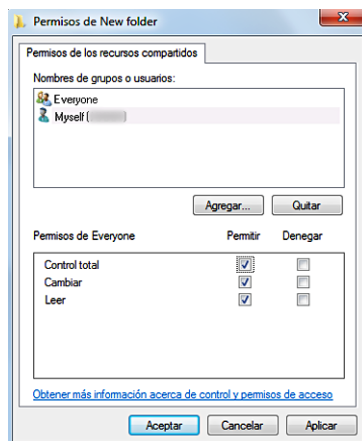 Permisos de New folder
Permisos de los recursos compartidos
Nombres de grupos o usuarios:
Everyone
Myself (
Agregar... Quitar
Permisos de Everyone Permitir Denegar
Control total
Cambiar
Leer
Obtener más información acerca de control y permisos de acceso
Aceptar Cancelar Aplicar